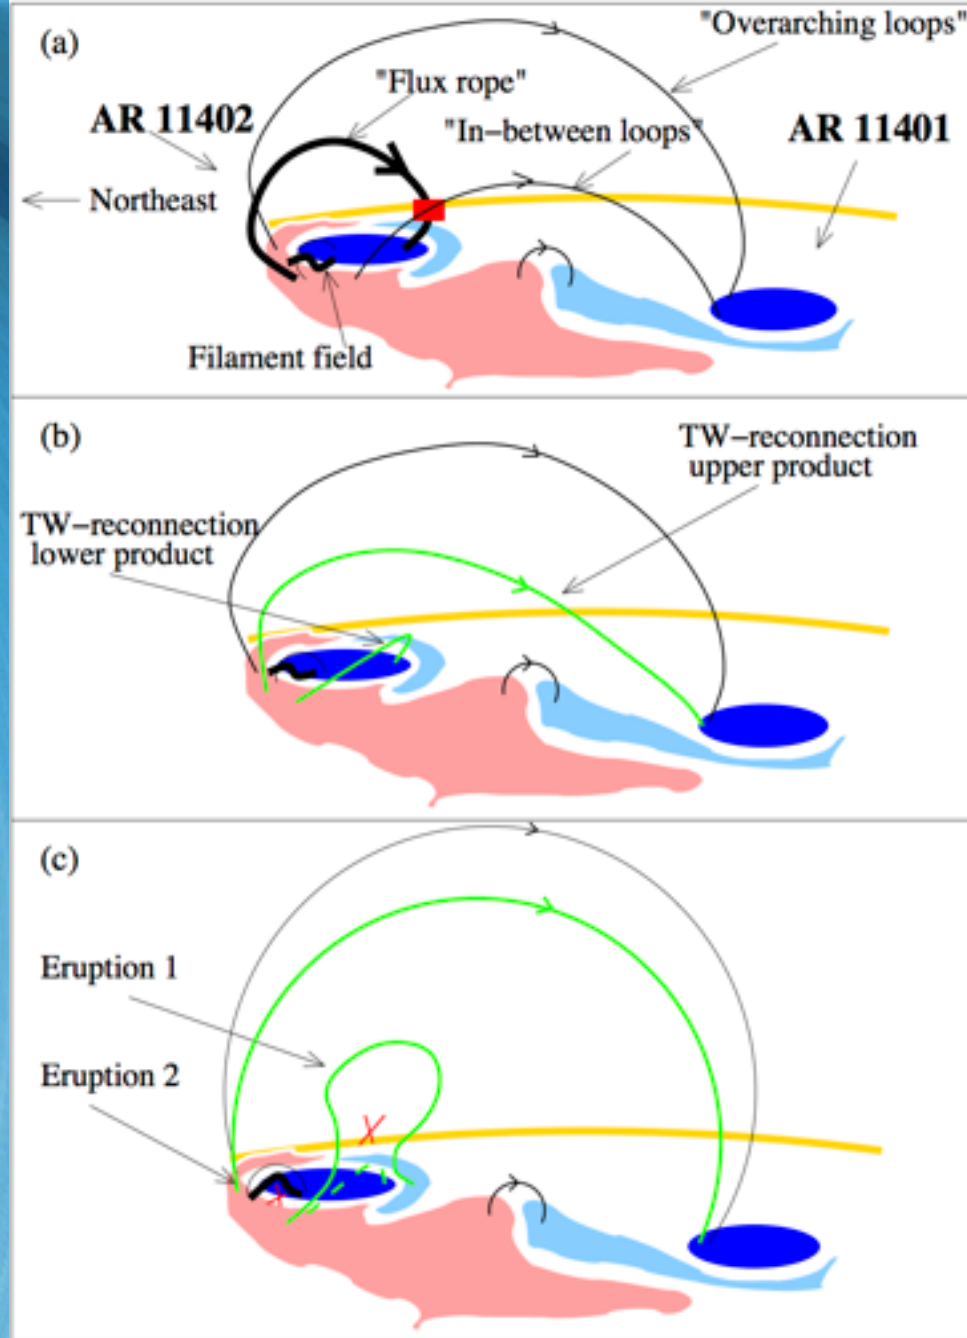 (a)
"Overarching loops"
"Flux rope"
AR 11402
"In−between loops"
AR 11401
Northeast
Filament field
(b)
TW−reconnection
upper product
TW−reconnection
lower product
(c)
Eruption 1
Eruption 2
X
x